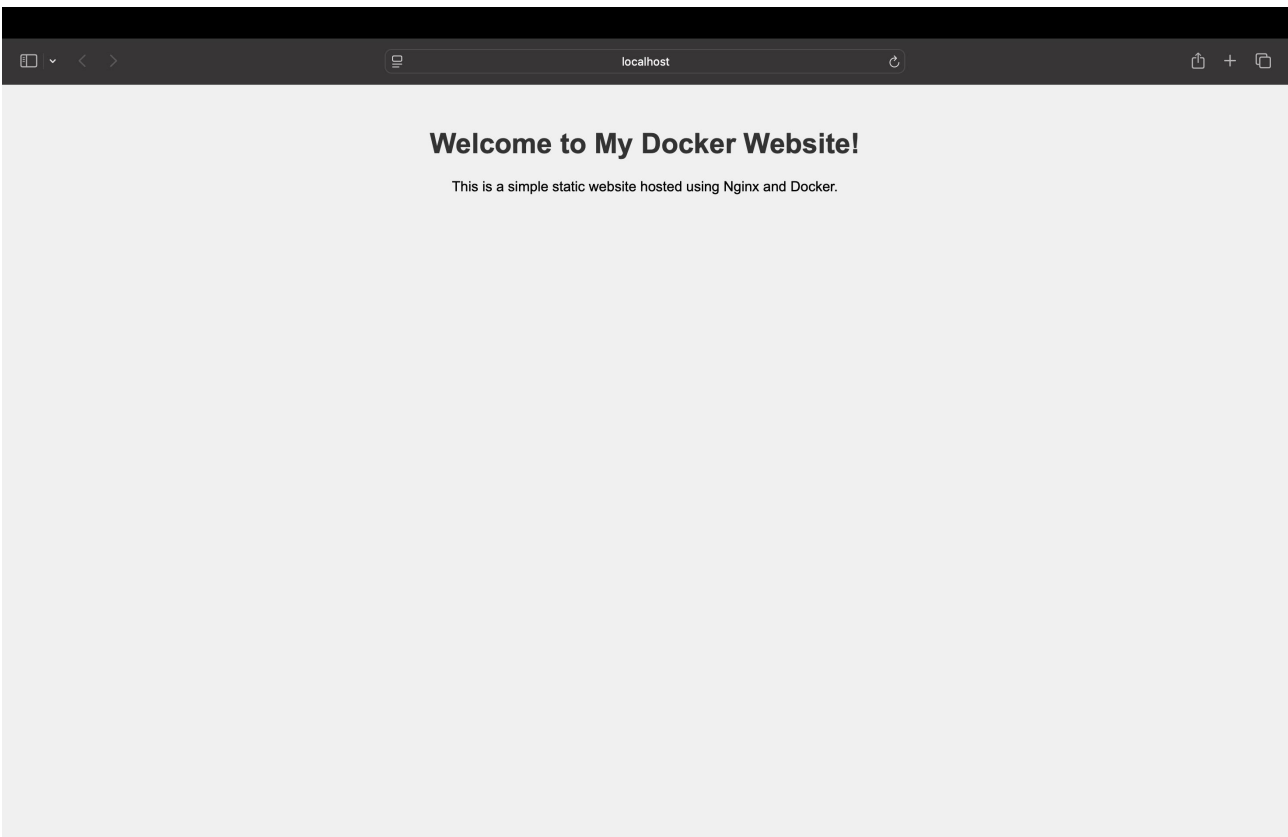 localhost
Welcome to My Docker Website!
This is a simple static website hosted using Nginx and Docker.